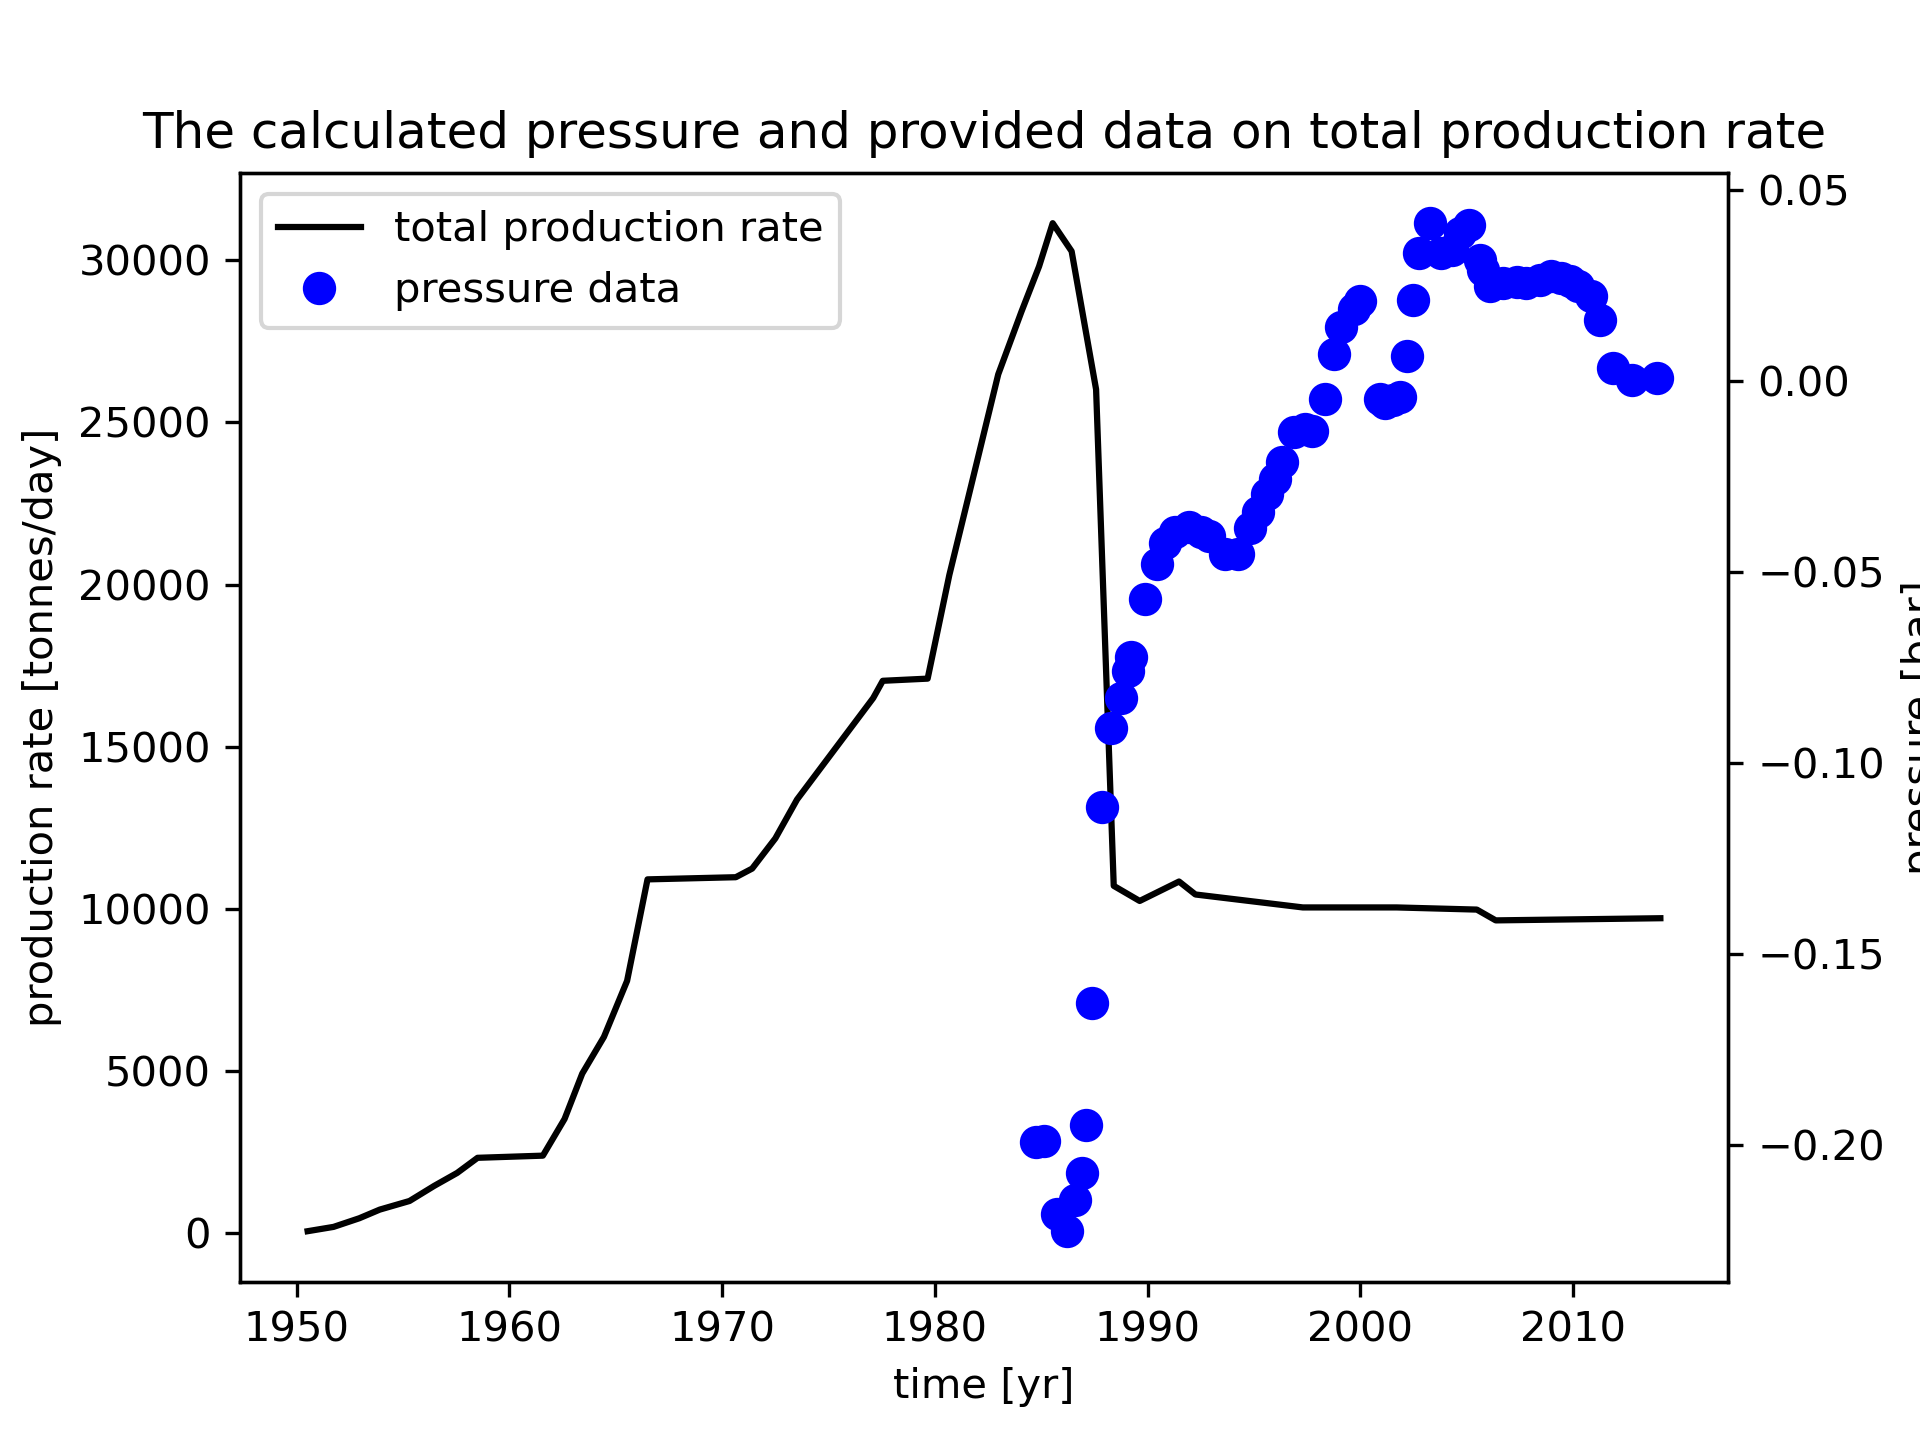 The calculated pressure and provided data on total production rate
total production rate
pressure data
production rate [tonnes/day]
30000
25000
20000
15000
10000
5000
0
0.05
0.00
−0.05
−0.10
−0.15
−0.20
pressure [bar]
1950 1960 1970 1980 1990 2000 2010
time [yr]